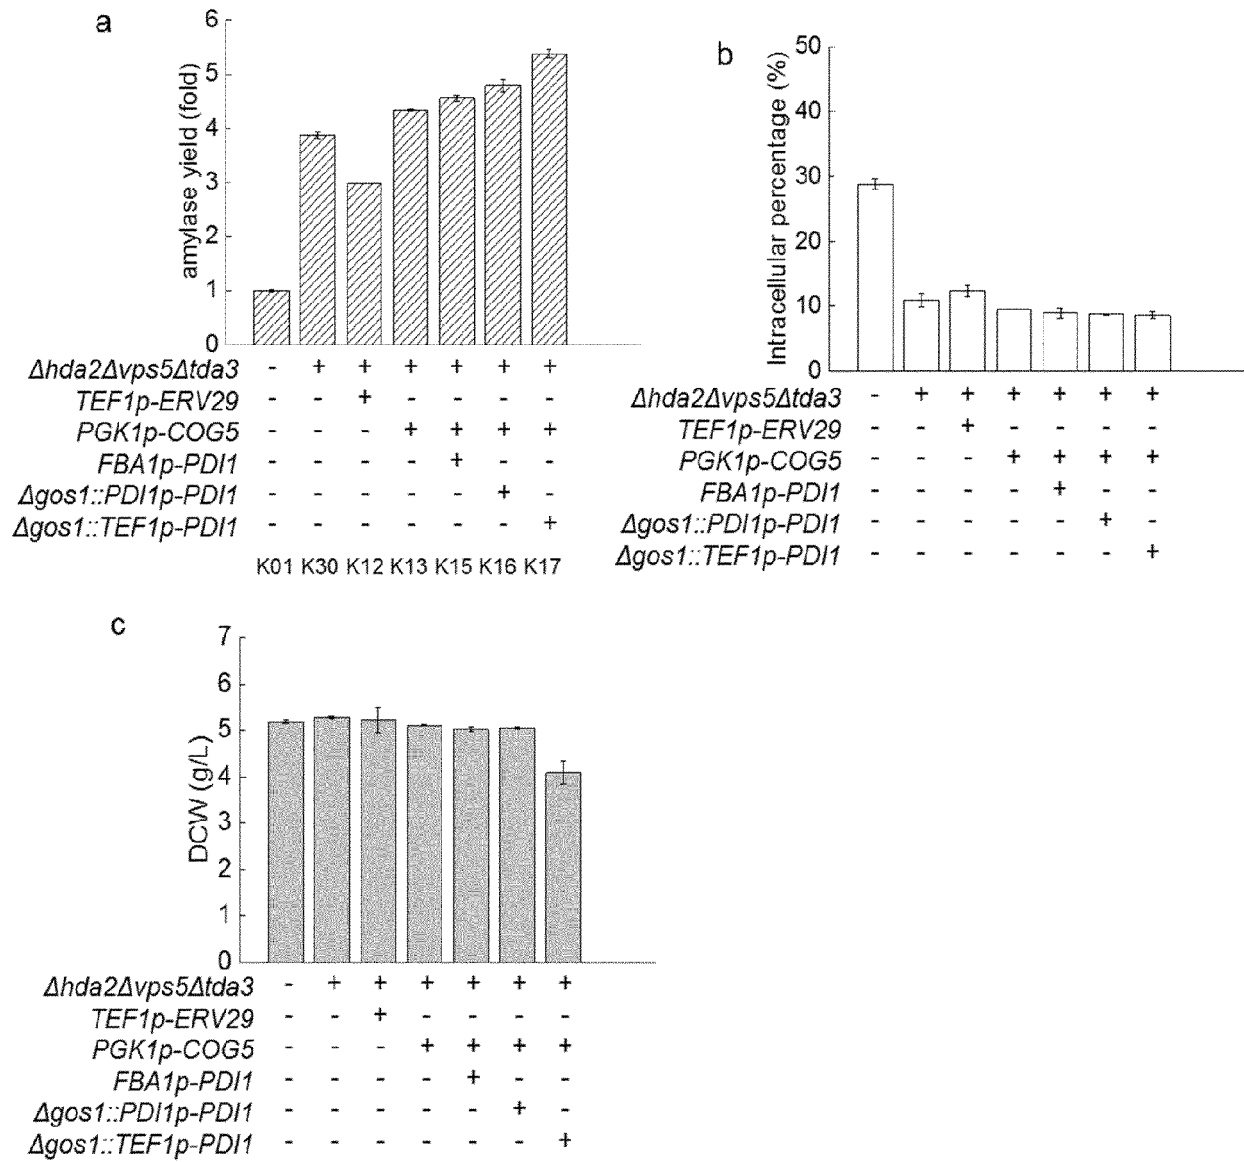 a
6
5
4
3
2
1
0
amylase yield (fold)
Δhda2Δvps5Δtda3 - + + + + + +
TEF1p-ERV29 - - + - - - -
PGK1p-COG5 - - - + + + +
FBA1p-PDI1 - - - - + - -
Δgos1::PDI1p-PDI1 - - - - - + -
Δgos1::TEF1p-PDI1 - - - - - - +
K01 K30 K12 K13 K15 K16 K17
b
50
40
30
20
10
0
Intracellular percentage (%)
Δhda2Δvps5Δtda3 - + + + + + +
TEF1p-ERV29 - - + - - - -
PGK1p-COG5 - - - + + + +
FBA1p-PDI1 - - - - + - -
Δgos1::PDI1p-PDI1 - - - - - + -
Δgos1::TEF1p-PDI1 - - - - - - +
c
7
6
5
4
3
2
1
0
DCW (g/L)
Δhda2Δvps5Δtda3 - + + + + + +
TEF1p-ERV29 - - + - - - -
PGK1p-COG5 - - - + + + +
FBA1p-PDI1 - - - - + - -
Δgos1::PDI1p-PDI1 - - - - - + -
Δgos1::TEF1p-PDI1 - - - - - - +